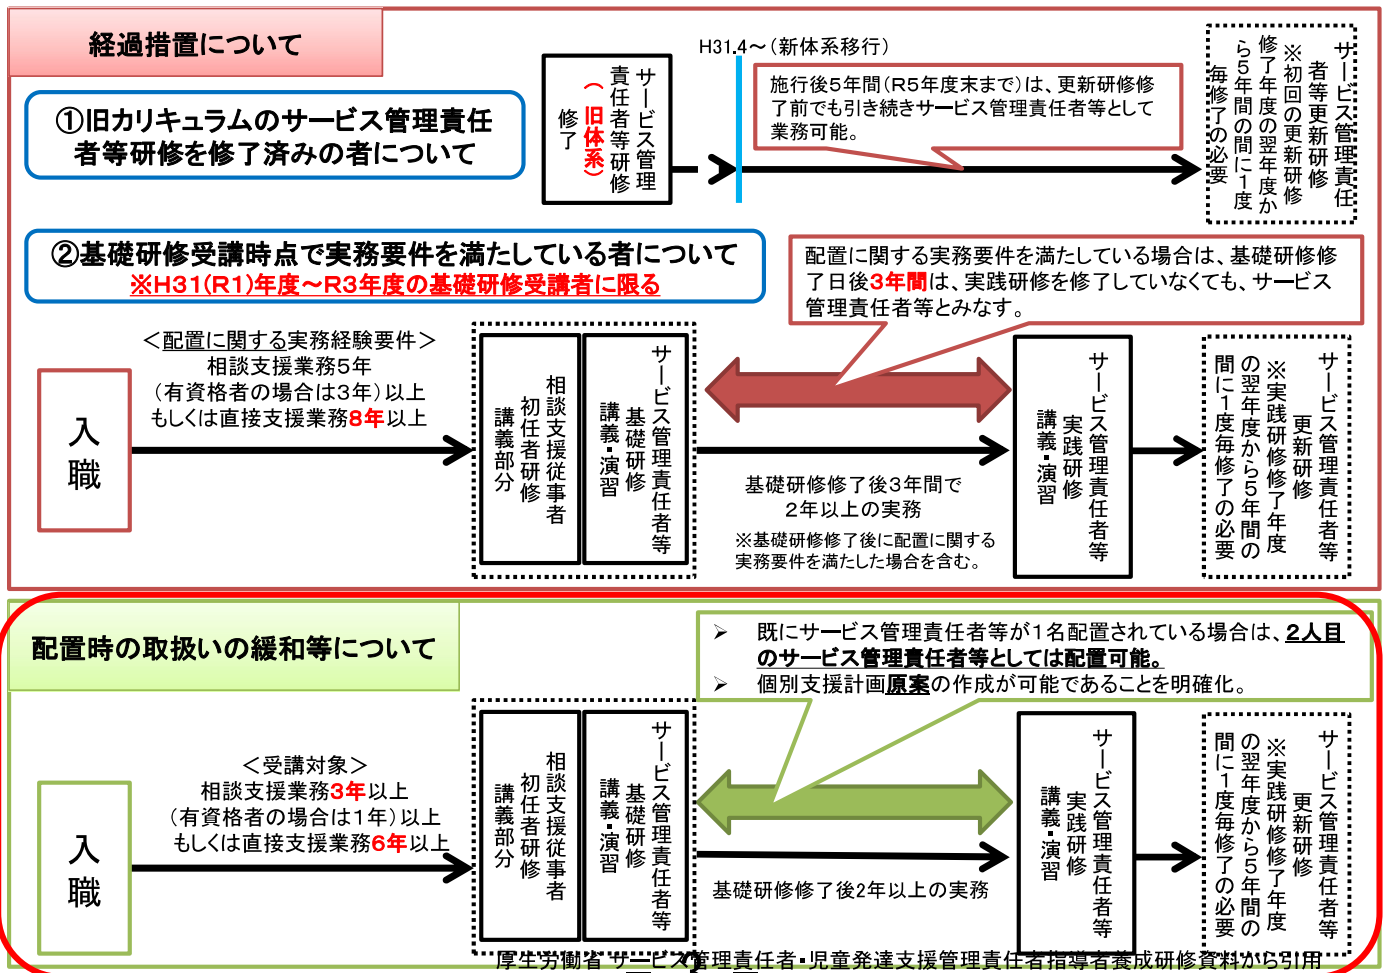 経過措置について
①旧カリキュラムのサービス管理責任
者等研修を修了済みの者について
サービス管理
責任者等研修
（旧体系）
修了
H31.4～（新体系移行）
施行後5年間（R5年度末まで）は、更新研修修
了前でも引き続きサービス管理責任者等として
業務可能。
サービス管理責任
者等更新研修
※初回の更新研修
修了年度の翌年度か
ら5年間の間に1度
毎修了の必要
②基礎研修受講時点で実務要件を満たしている者について
※H31(R1)年度～R3年度の基礎研修受講者に限る
配置に関する実務要件を満たしている場合は、基礎研修修
了日後3年間は、実践研修を修了していなくても、サービス
管理責任者等とみなす。
入職
＜配置に関する実務経験要件＞
相談支援業務5年
（有資格者の場合は3年）以上
もしくは直接支援業務8年以上
相談支援従事者
初任者研修
講義部分
サービス管理責任者等
基礎研修
講義・演習
基礎研修修了後3年間で
2年以上の実務
※基礎研修修了後に配置に関する
実務要件を満たした場合を含む。
サービス管理責任者等
実践研修
講義・演習
サービス管理責任者等
更新研修
※実践研修修了年度
の翌年度から5年間の
間に1度毎修了の必要
配置時の取扱いの緩和等について
➢ 既にサービス管理責任者等が1名配置されている場合は、2人目
のサービス管理責任者等としては配置可能。
➢ 個別支援計画原案の作成が可能であることを明確化。
入職
＜受講対象＞
相談支援業務3年以上
（有資格者の場合は1年）以上
もしくは直接支援業務6年以上
相談支援従事者
初任者研修
講義部分
サービス管理責任者等
基礎研修
講義・演習
基礎研修修了後2年以上の実務
サービス管理責任者等
実践研修
講義・演習
サービス管理責任者等
更新研修
※実践研修修了年度
の翌年度から5年間の
間に1度毎修了の必要
厚生労働省 サービス管理責任者・児童発達支援管理責任者指導者養成研修資料から引用